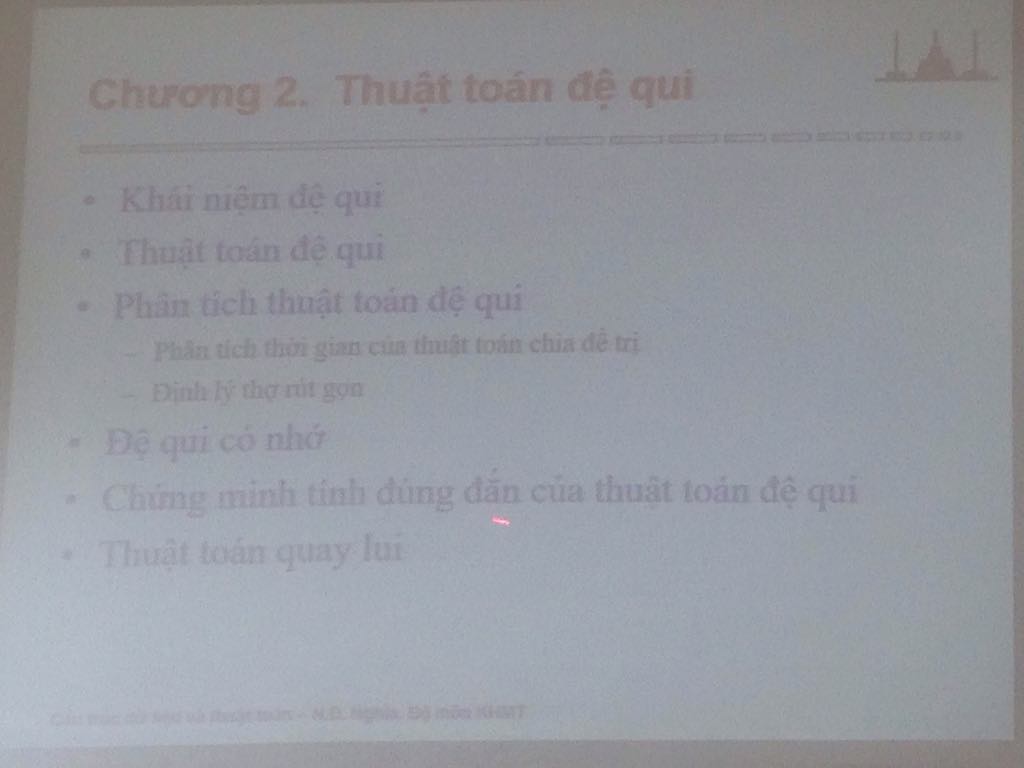 Chương 2. Thuật toán đệ qui
• Khái niệm đệ qui
• Thuật toán đệ qui
• Phân tích thuật toán đệ qui
– Phân tích thời gian của thuật toán chia để trị
– Định lý thợ rút gọn
• Đệ qui có nhớ
• Chứng minh tính đúng đắn của thuật toán đệ qui
• Thuật toán quay lui
Cấu trúc dữ liệu và thuật toán – N.Đ. Nghĩa. Bộ môn KHMT